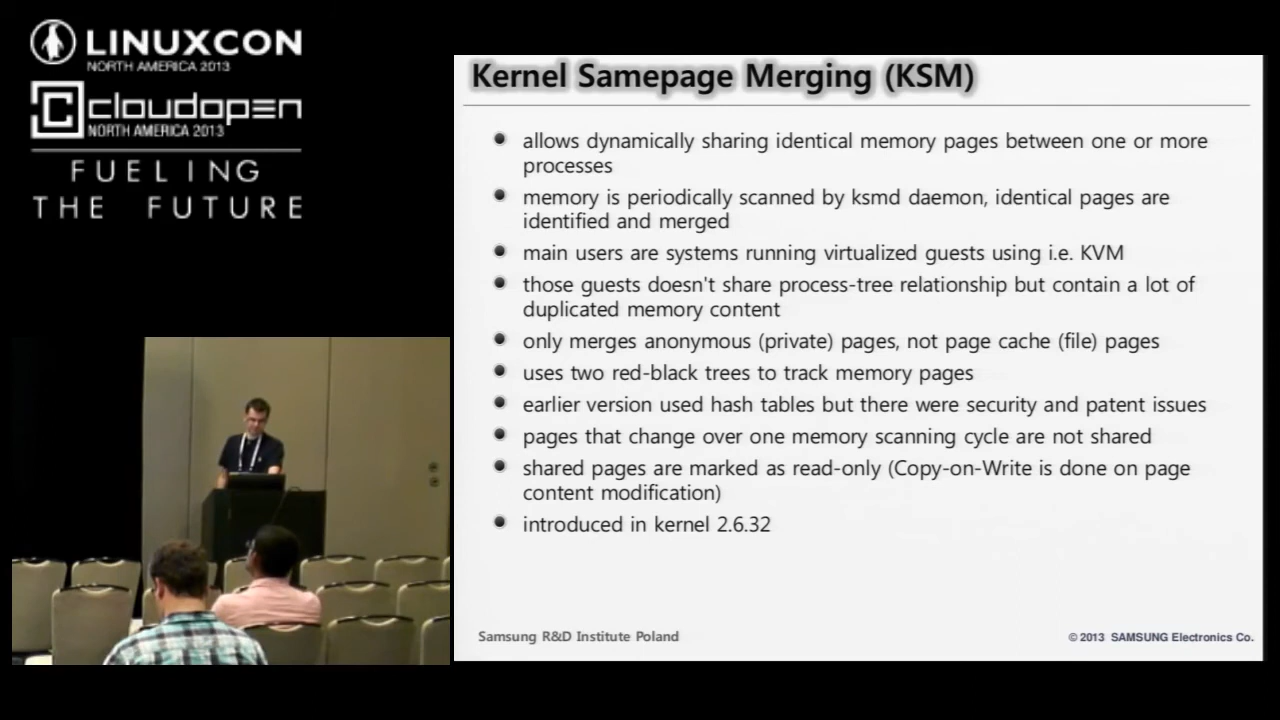 LINUXCON
NORTH AMERICA 2013
cloudopen
NORTH AMERICA 2013
FUELING
THE FUTURE
Kernel Samepage Merging (KSM)
allows dynamically sharing identical memory pages between one or more
processes
memory is periodically scanned by ksmd daemon, identical pages are
identified and merged
main users are systems running virtualized guests using i.e. KVM
those guests doesn't share process-tree relationship but contain a lot of
duplicated memory content
only merges anonymous (private) pages, not page cache (file) pages
uses two red-black trees to track memory pages
earlier version used hash tables but there were security and patent issues
pages that change over one memory scanning cycle are not shared
shared pages are marked as read-only (Copy-on-Write is done on page
content modification)
introduced in kernel 2.6.32
Samsung R&D Institute Poland
© 2013 SAMSUNG Electronics Co.